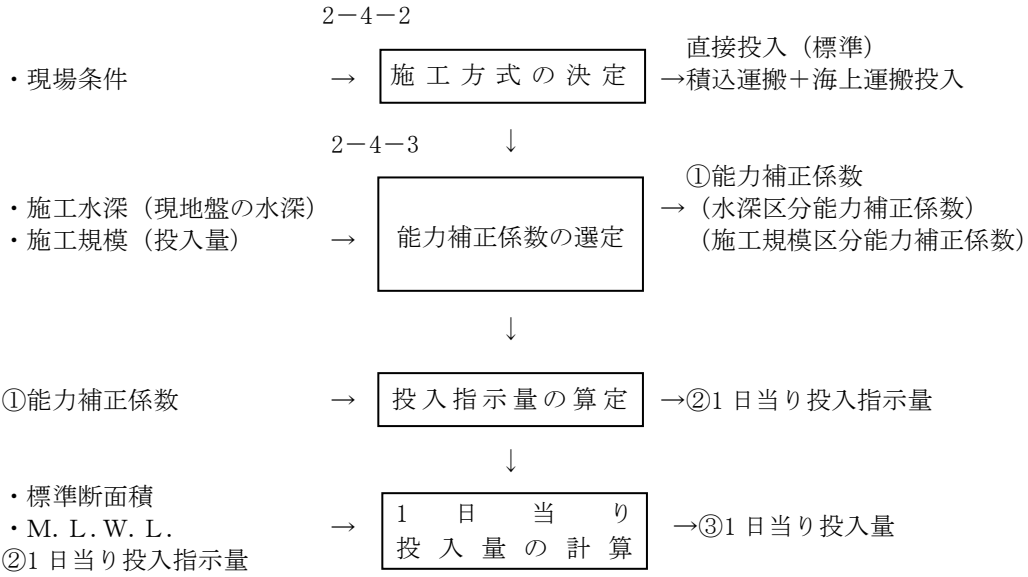 2-4-2
・現場条件 → 施工方式の決定 →積込運搬+海上運搬投入
直接投入(標準)
↓
2-4-3
・施工水深(現地盤の水深)
・施工規模(投入量) →
能力補正係数の選定
①能力補正係数
→(水深区分能力補正係数)
(施工規模区分能力補正係数)
↓
①能力補正係数 → 投入指示量の算定 →②1日当り投入指示量
↓
・標準断面積
・M.L.W.L. →
②1日当り投入指示量
1日当り
投入量の計算
→③1日当り投入量